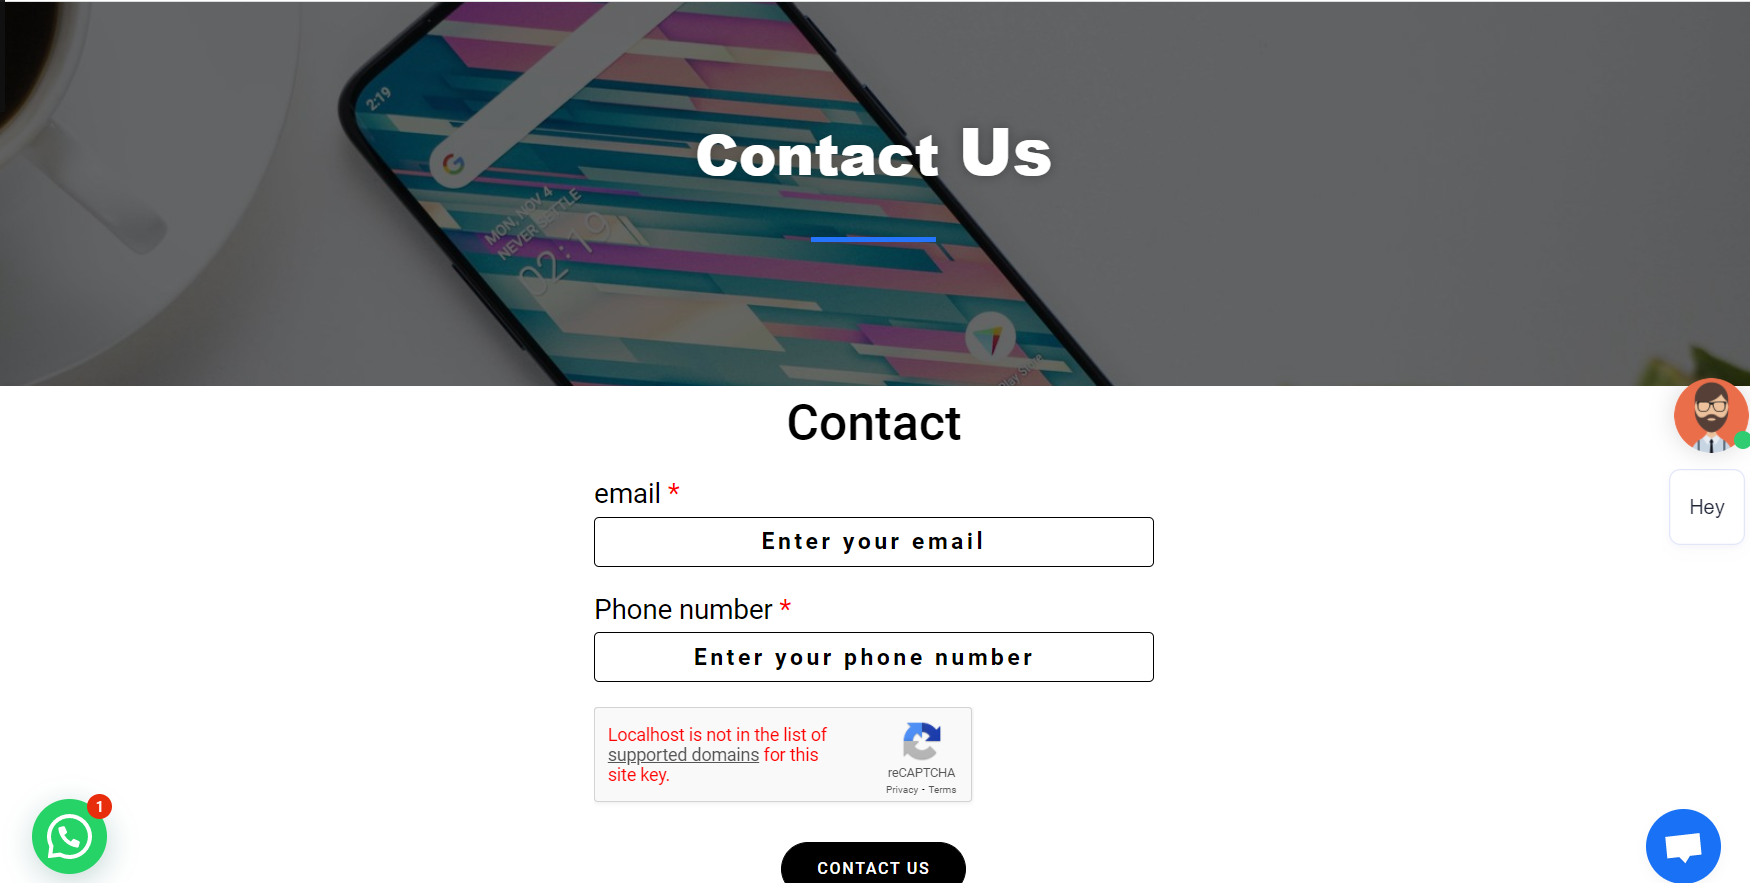 2:19
Contact Us
MON, NOV 4
NEVER SETTLE
02:19
Play Store
Contact
email *
Enter your email
Hey
Phone number *
Enter your phone number
Localhost is not in the list of
supported domains for this
site key.
reCAPTCHA
Privacy - Terms
1
CONTACT US